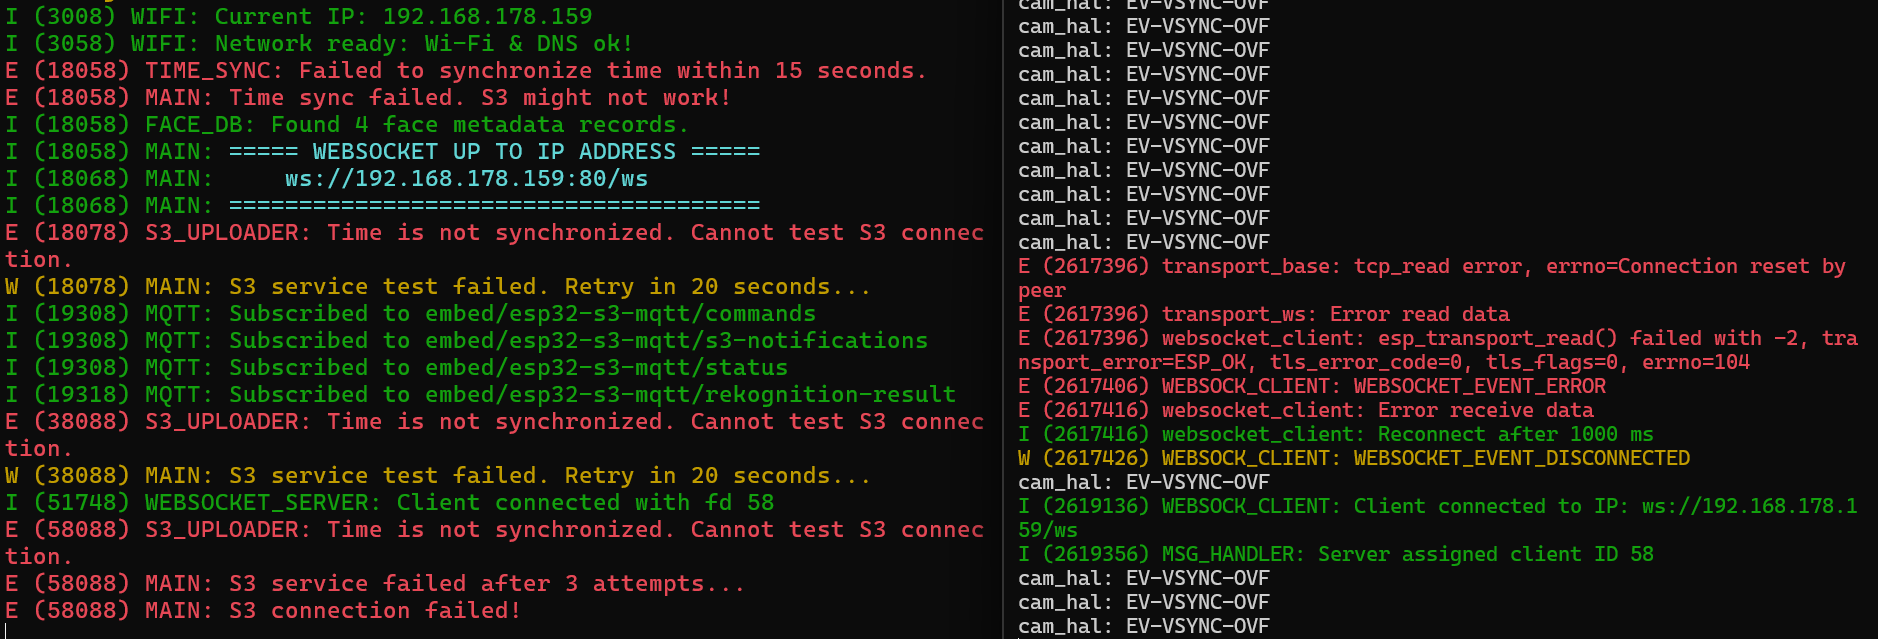 I (3008) WIFI: Current IP: 192.168.178.159
I (3058) WIFI: Network ready: Wi-Fi & DNS ok!
E (18058) TIME_SYNC: Failed to synchronize time within 15 seconds.
E (18058) MAIN: Time sync failed. S3 might not work!
I (18058) FACE_DB: Found 4 face metadata records.
I (18058) MAIN: ===== WEBSOCKET UP TO IP ADDRESS =====
I (18068) MAIN:     ws://192.168.178.159:80/ws
I (18068) MAIN: ======================================
E (18078) S3_UPLOADER: Time is not synchronized. Cannot test S3 connec
tion.
W (18078) MAIN: S3 service test failed. Retry in 20 seconds...
I (19308) MQTT: Subscribed to embed/esp32-s3-mqtt/commands
I (19308) MQTT: Subscribed to embed/esp32-s3-mqtt/s3-notifications
I (19308) MQTT: Subscribed to embed/esp32-s3-mqtt/status
I (19318) MQTT: Subscribed to embed/esp32-s3-mqtt/rekognition-result
E (38088) S3_UPLOADER: Time is not synchronized. Cannot test S3 connec
tion.
W (38088) MAIN: S3 service test failed. Retry in 20 seconds...
I (51748) WEBSOCKET_SERVER: Client connected with fd 58
E (58088) S3_UPLOADER: Time is not synchronized. Cannot test S3 connec
tion.
E (58088) MAIN: S3 service failed after 3 attempts...
E (58088) MAIN: S3 connection failed!
cam_hal: EV-VSYNC-OVF
cam_hal: EV-VSYNC-OVF
cam_hal: EV-VSYNC-OVF
cam_hal: EV-VSYNC-OVF
cam_hal: EV-VSYNC-OVF
cam_hal: EV-VSYNC-OVF
cam_hal: EV-VSYNC-OVF
cam_hal: EV-VSYNC-OVF
cam_hal: EV-VSYNC-OVF
cam_hal: EV-VSYNC-OVF
cam_hal: EV-VSYNC-OVF
E (2617396) transport_base: tcp_read error, errno=Connection reset by
peer
E (2617396) transport_ws: Error read data
E (2617396) websocket_client: esp_transport_read() failed with -2, tra
nsport_error=ESP_OK, tls_error_code=0, tls_flags=0, errno=104
E (2617406) WEBSOCK_CLIENT: WEBSOCKET_EVENT_ERROR
E (2617416) websocket_client: Error receive data
I (2617416) websocket_client: Reconnect after 1000 ms
W (2617426) WEBSOCK_CLIENT: WEBSOCKET_EVENT_DISCONNECTED
cam_hal: EV-VSYNC-OVF
I (2619136) WEBSOCK_CLIENT: Client connected to IP: ws://192.168.178.1
59/ws
I (2619356) MSG_HANDLER: Server assigned client ID 58
cam_hal: EV-VSYNC-OVF
cam_hal: EV-VSYNC-OVF
cam_hal: EV-VSYNC-OVF